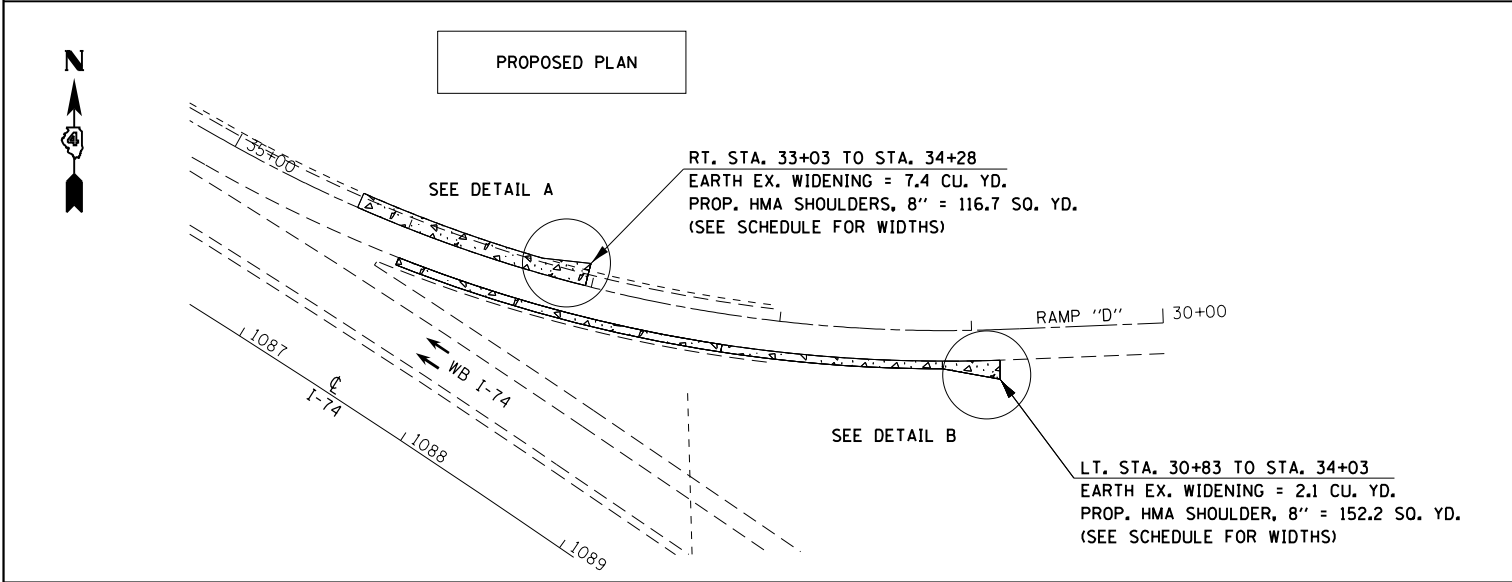 PROPOSED PLAN
N
4
35+00
SEE DETAIL A
RT. STA. 33+03 TO STA. 34+28
EARTH EX. WIDENING = 7.4 CU. YD.
PROP. HMA SHOULDERS, 8'' = 116.7 SQ. YD.
(SEE SCHEDULE FOR WIDTHS)
RAMP "D"
30+00
1087
℄
I-74
WB I-74
1088
1089
SEE DETAIL B
LT. STA. 30+83 TO STA. 34+03
EARTH EX. WIDENING = 2.1 CU. YD.
PROP. HMA SHOULDER, 8'' = 152.2 SQ. YD.
(SEE SCHEDULE FOR WIDTHS)